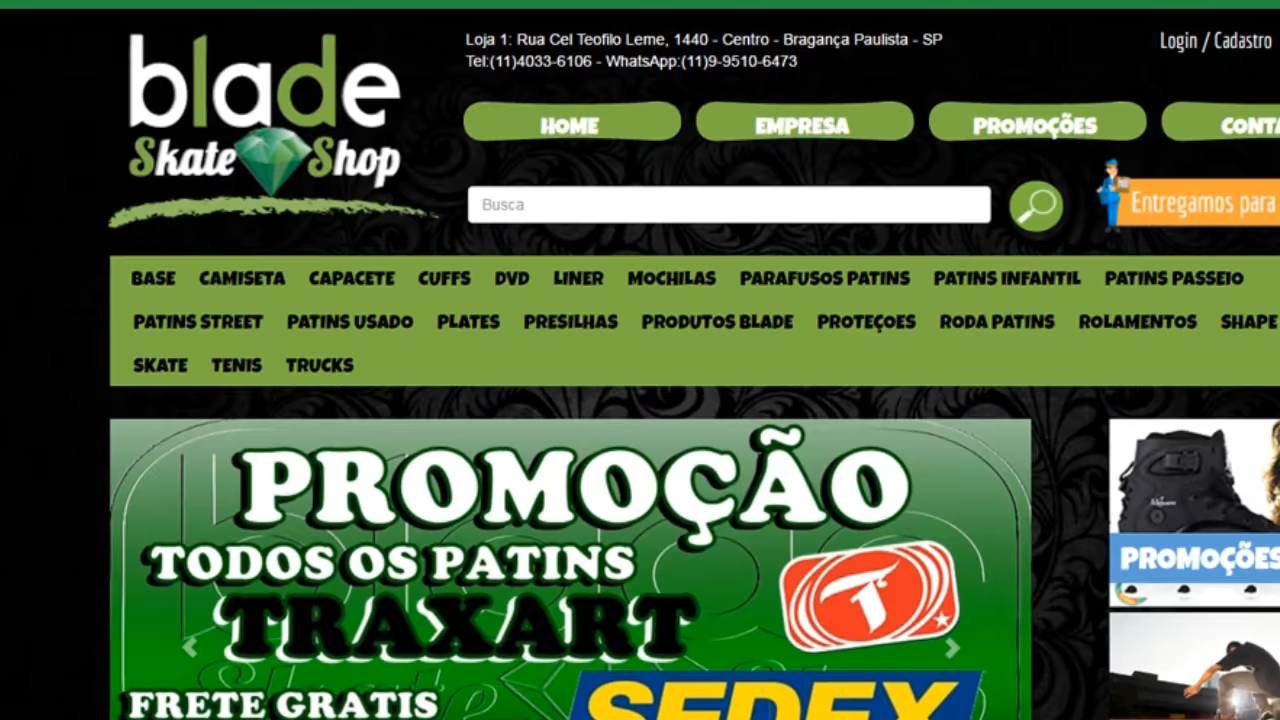 blade
Skate Shop
Loja 1: Rua Cel Teofilo Leme, 1440 - Centro - Bragança Paulista - SP
Tel:(11)4033-6106 - WhatsApp:(11)9-9510-6473
Login / Cadastro
HOME EMPRESA PROMOÇÕES CONTA
Busca
Entregamos para
BASE CAMISETA CAPACETE CUFFS DVD LINER MOCHILAS PARAFUSOS PATINS PATINS INFANTIL PATINS PASSEIO
PATINS STREET PATINS USADO PLATES PRESILHAS PRODUTOS BLADE PROTEÇOES RODA PATINS ROLAMENTOS SHAPE
SKATE TENIS TRUCKS
PROMOÇÃO
TODOS OS PATINS
TRAXART
T
FRETE GRATIS
SEDEX
PROMOÇÕES